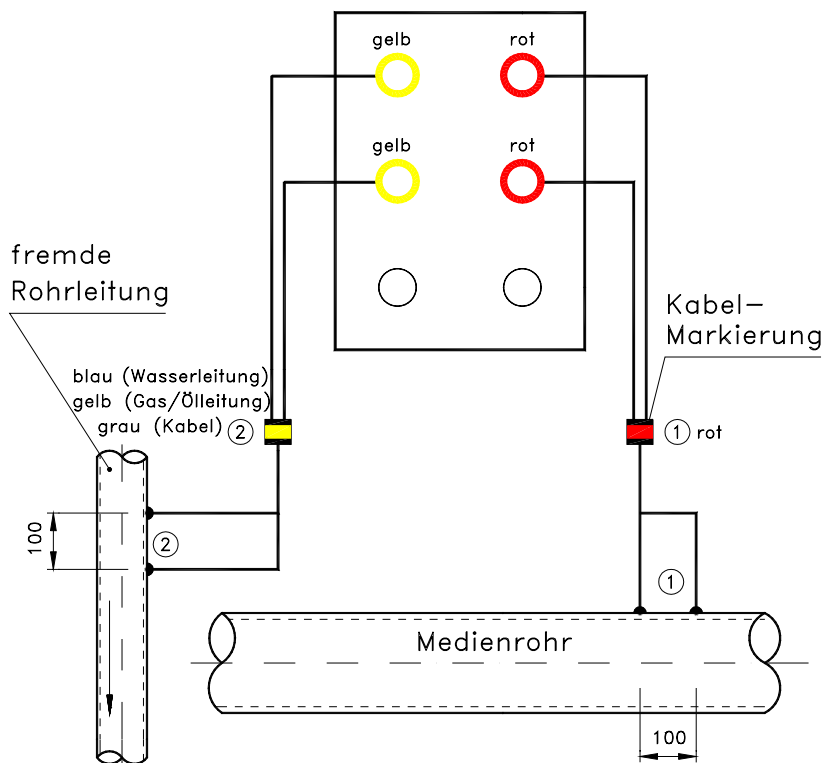 gelb
rot
gelb
rot
fremde
Rohrleitung
Kabel-
Markierung
blau (Wasserleitung)
gelb (Gas/Ölleitung)
grau (Kabel)
2
1 rot
100
2
1
Medienrohr
100